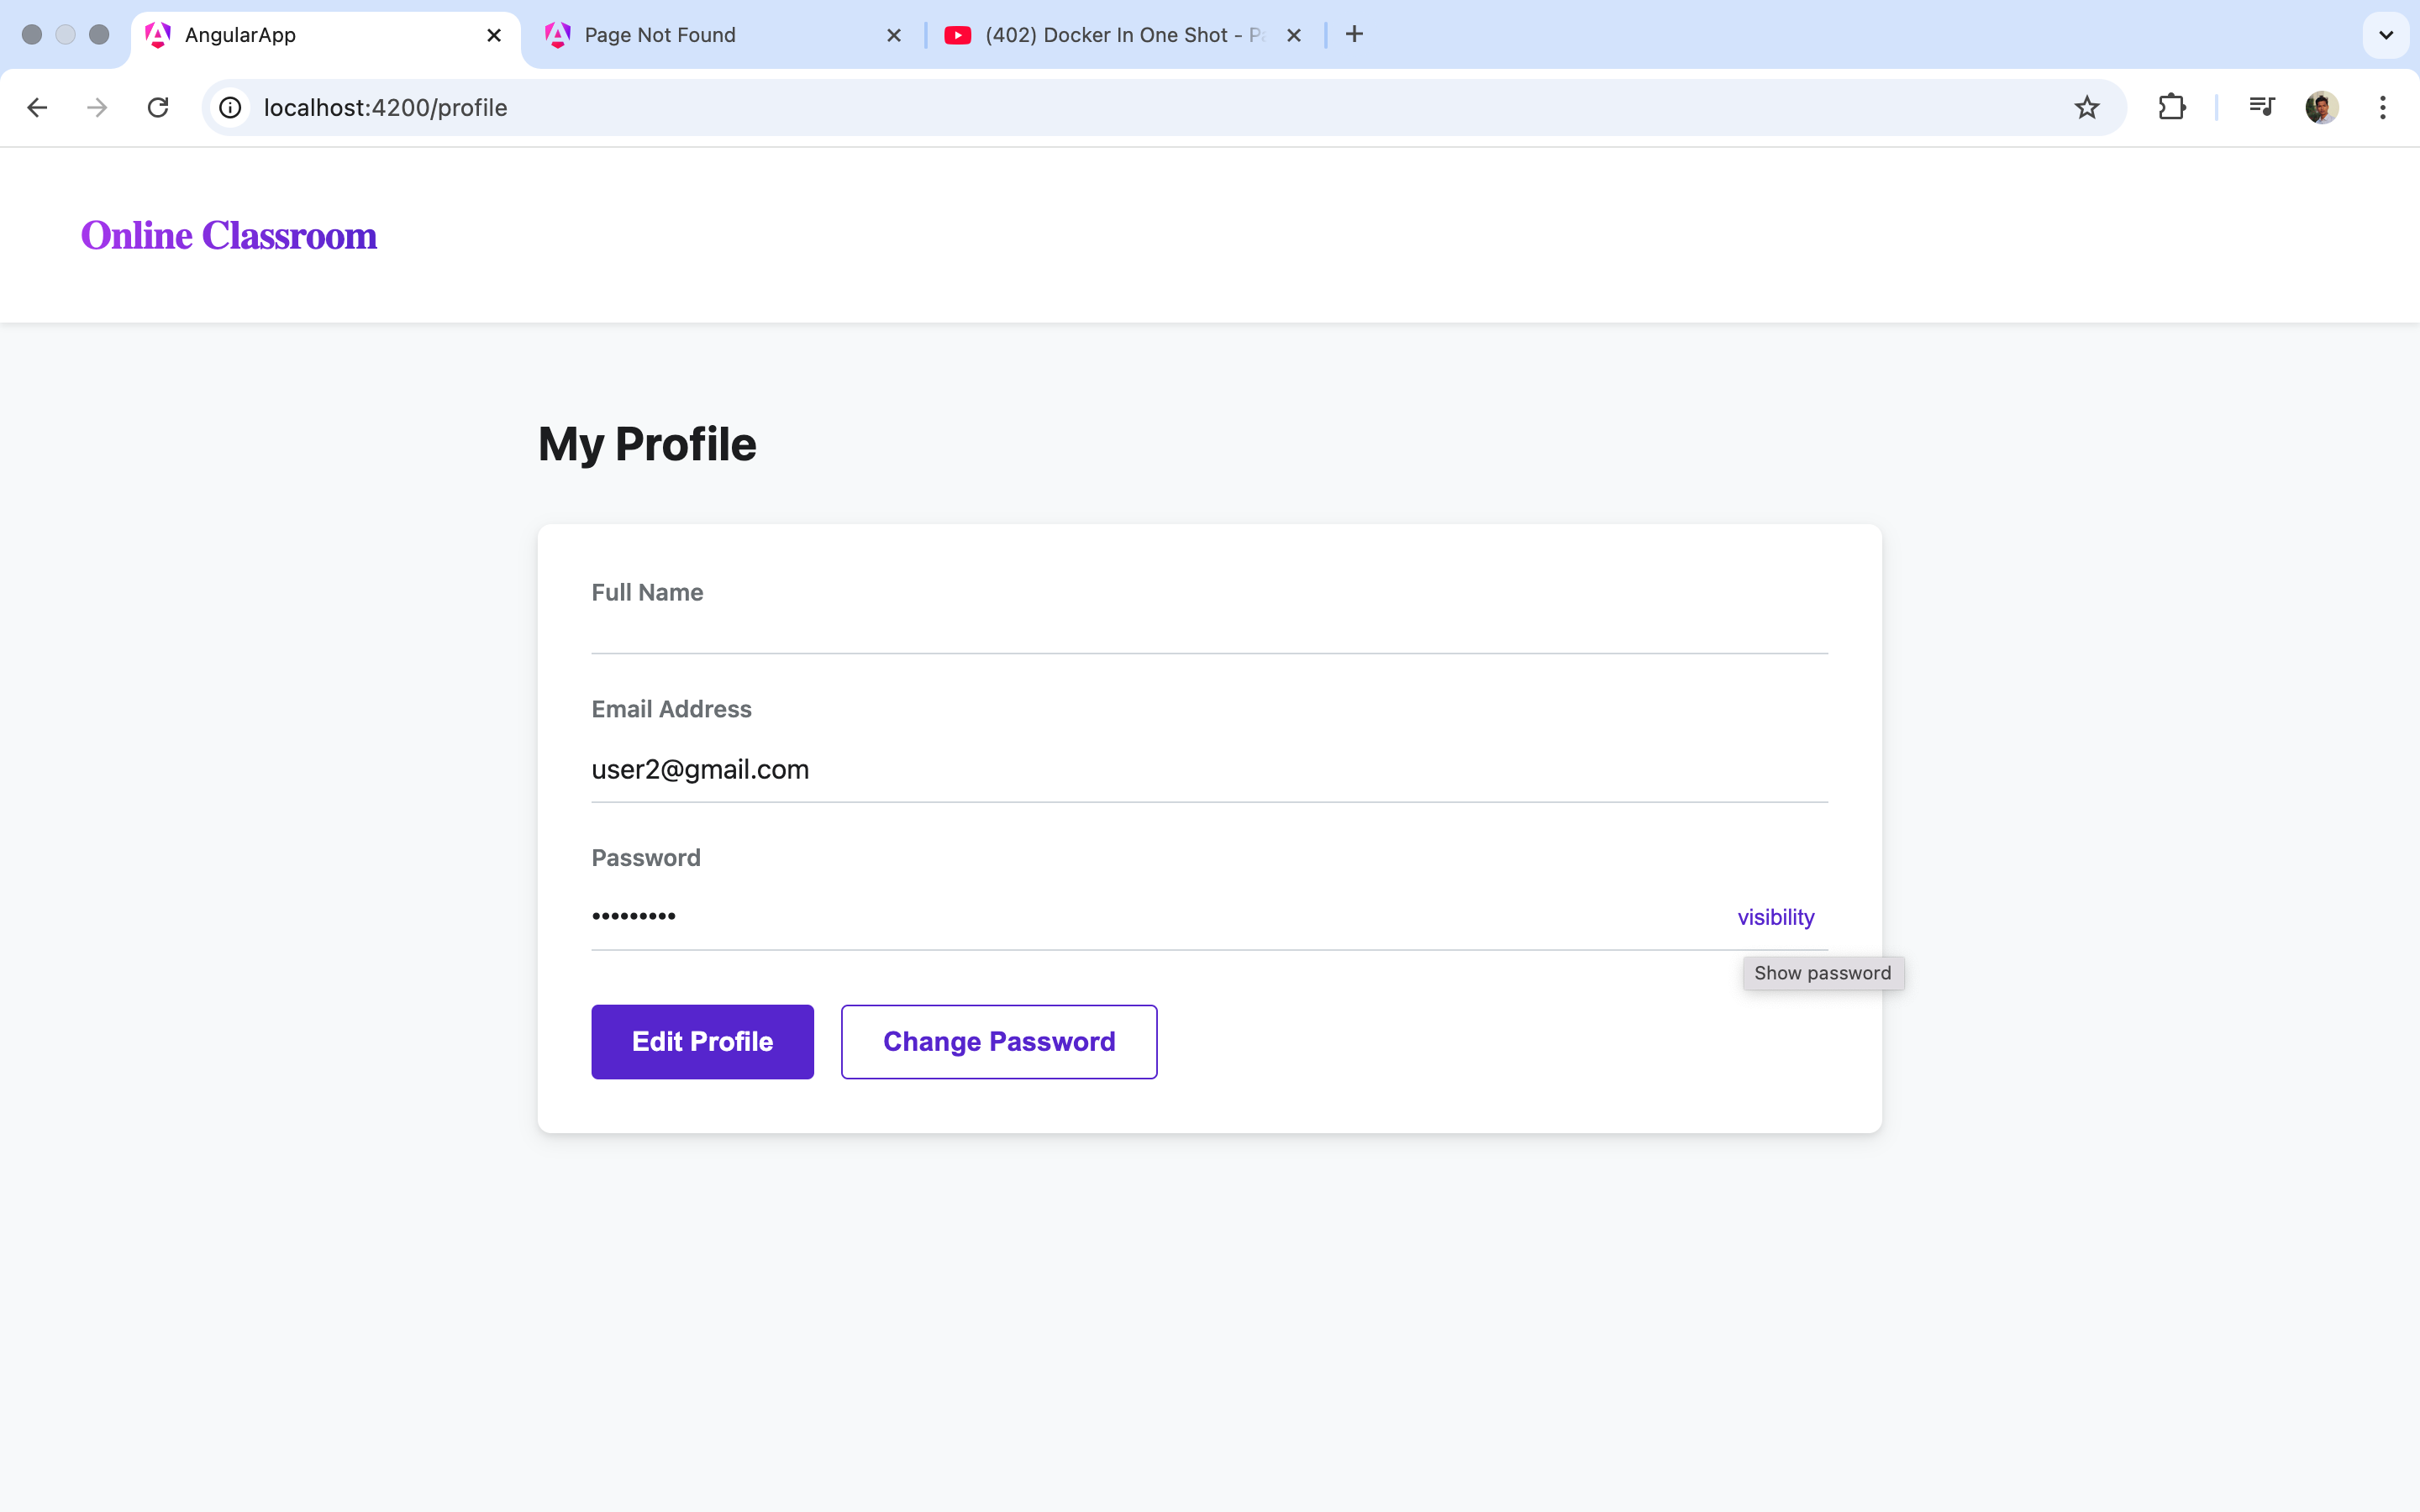 AngularApp
Page Not Found
(402) Docker In One Shot - Pa
localhost:4200/profile
Online Classroom
My Profile
Full Name
Email Address
user2@gmail.com
Password
•••••••••
visibility
Show password
Edit Profile
Change Password